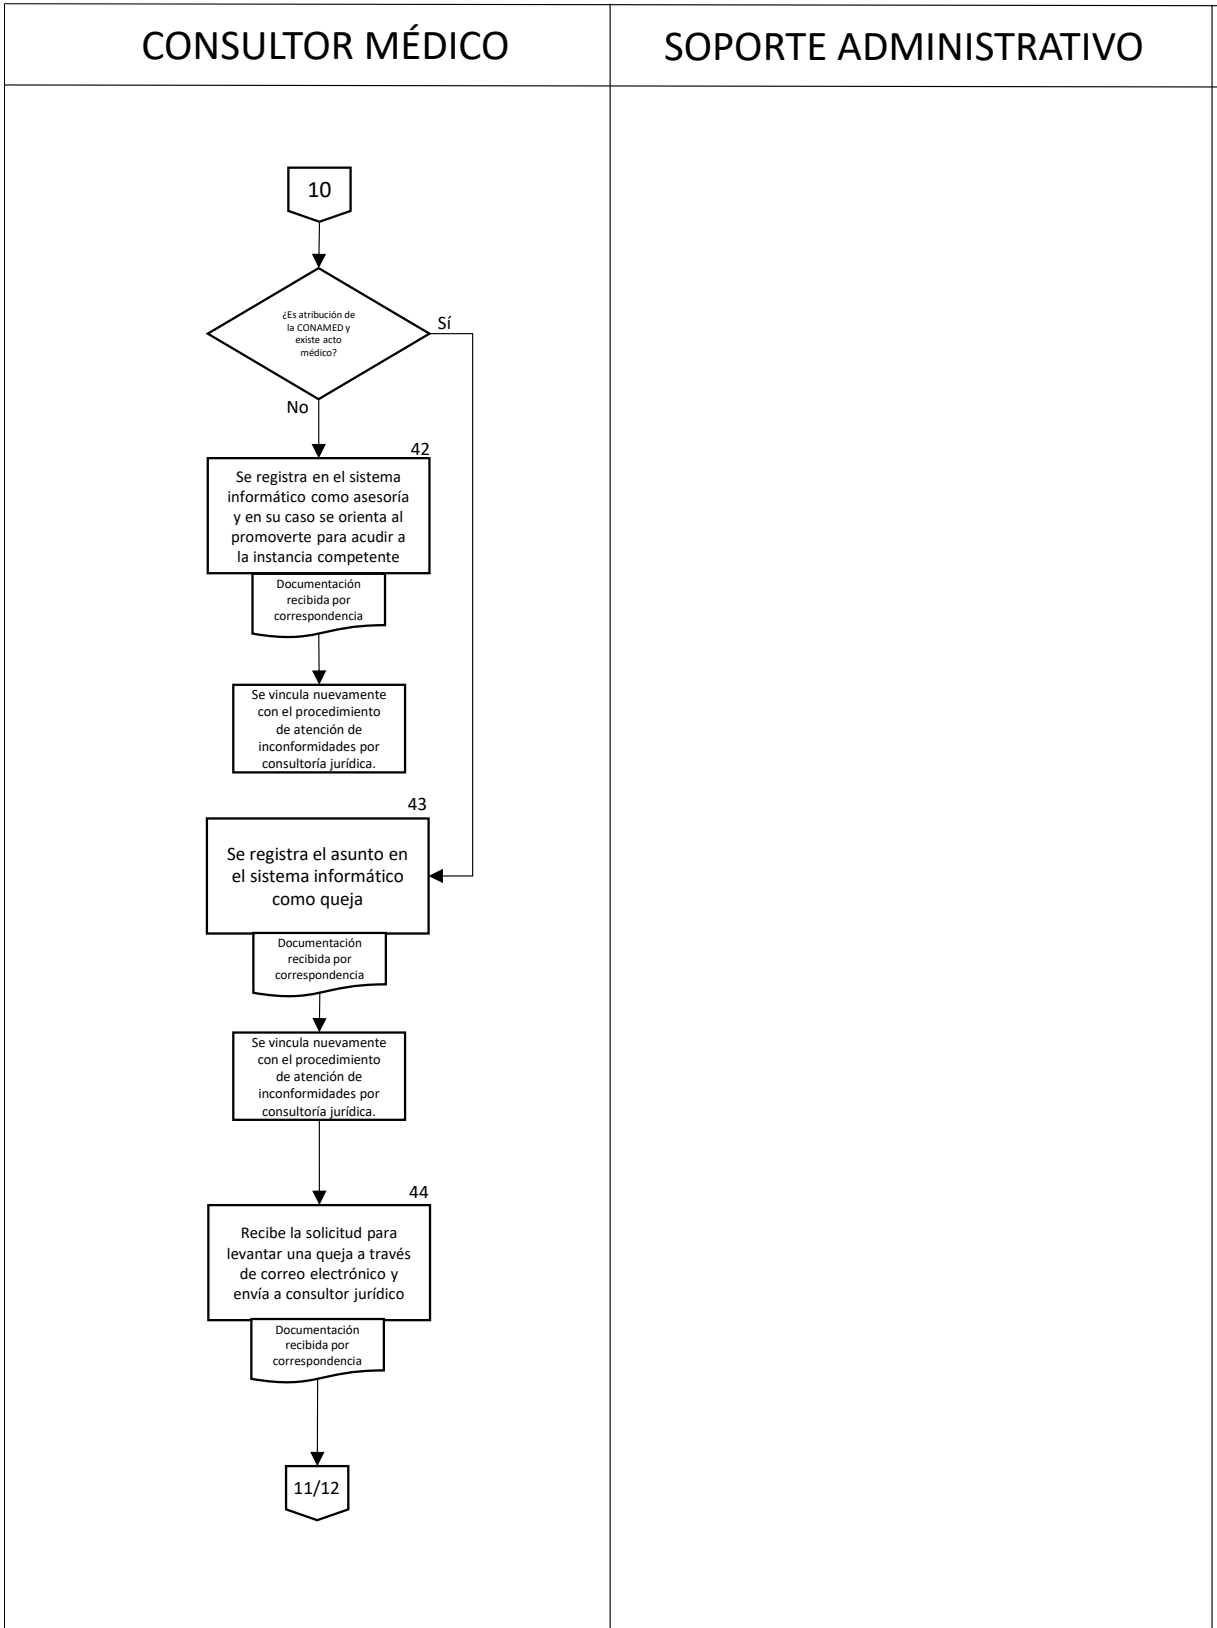 CONSULTOR MÉDICO
SOPORTE ADMINISTRATIVO
10
¿Es atribución de
la CONAMED y
existe acto
médico?
Sí
No
42
Se registra en el sistema
informático como asesoría
y en su caso se orienta al
promoverte para acudir a
la instancia competente
Documentación
recibida por
correspondencia
Se vincula nuevamente
con el procedimiento
de atención de
inconformidades por
consultoría jurídica.
43
Se registra el asunto en
el sistema informático
como queja
Documentación
recibida por
correspondencia
Se vincula nuevamente
con el procedimiento
de atención de
inconformidades por
consultoría jurídica.
44
Recibe la solicitud para
levantar una queja a través
de correo electrónico y
envía a consultor jurídico
Documentación
recibida por
correspondencia
11/12